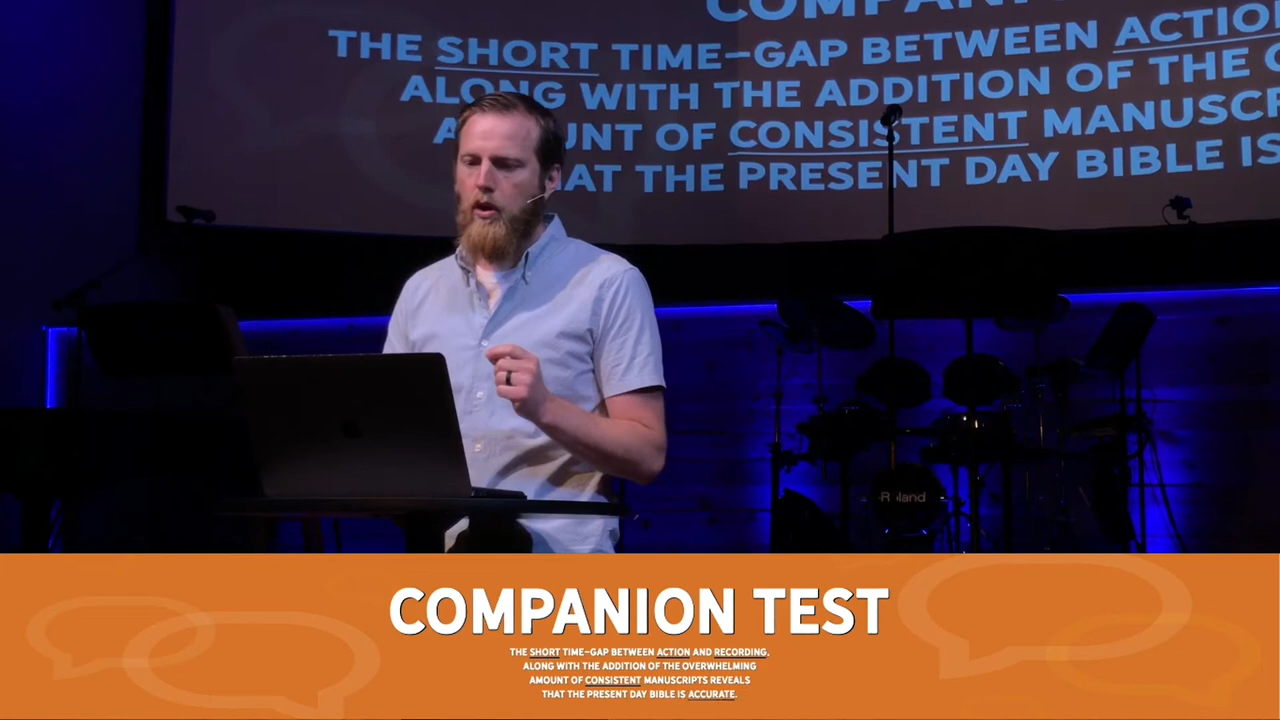 COMPANI
THE SHORT TIME-GAP BETWEEN ACTIO
ALONG WITH THE ADDITION OF THE
A UNT OF CONSISTENT MANUSCR
AT THE PRESENT DAY BIBLE IS
Roland
COMPANION TEST
THE SHORT TIME-GAP BETWEEN ACTION AND RECORDING,
ALONG WITH THE ADDITION OF THE OVERWHELMING
AMOUNT OF CONSISTENT MANUSCRIPTS REVEALS
THAT THE PRESENT DAY BIBLE IS ACCURATE.